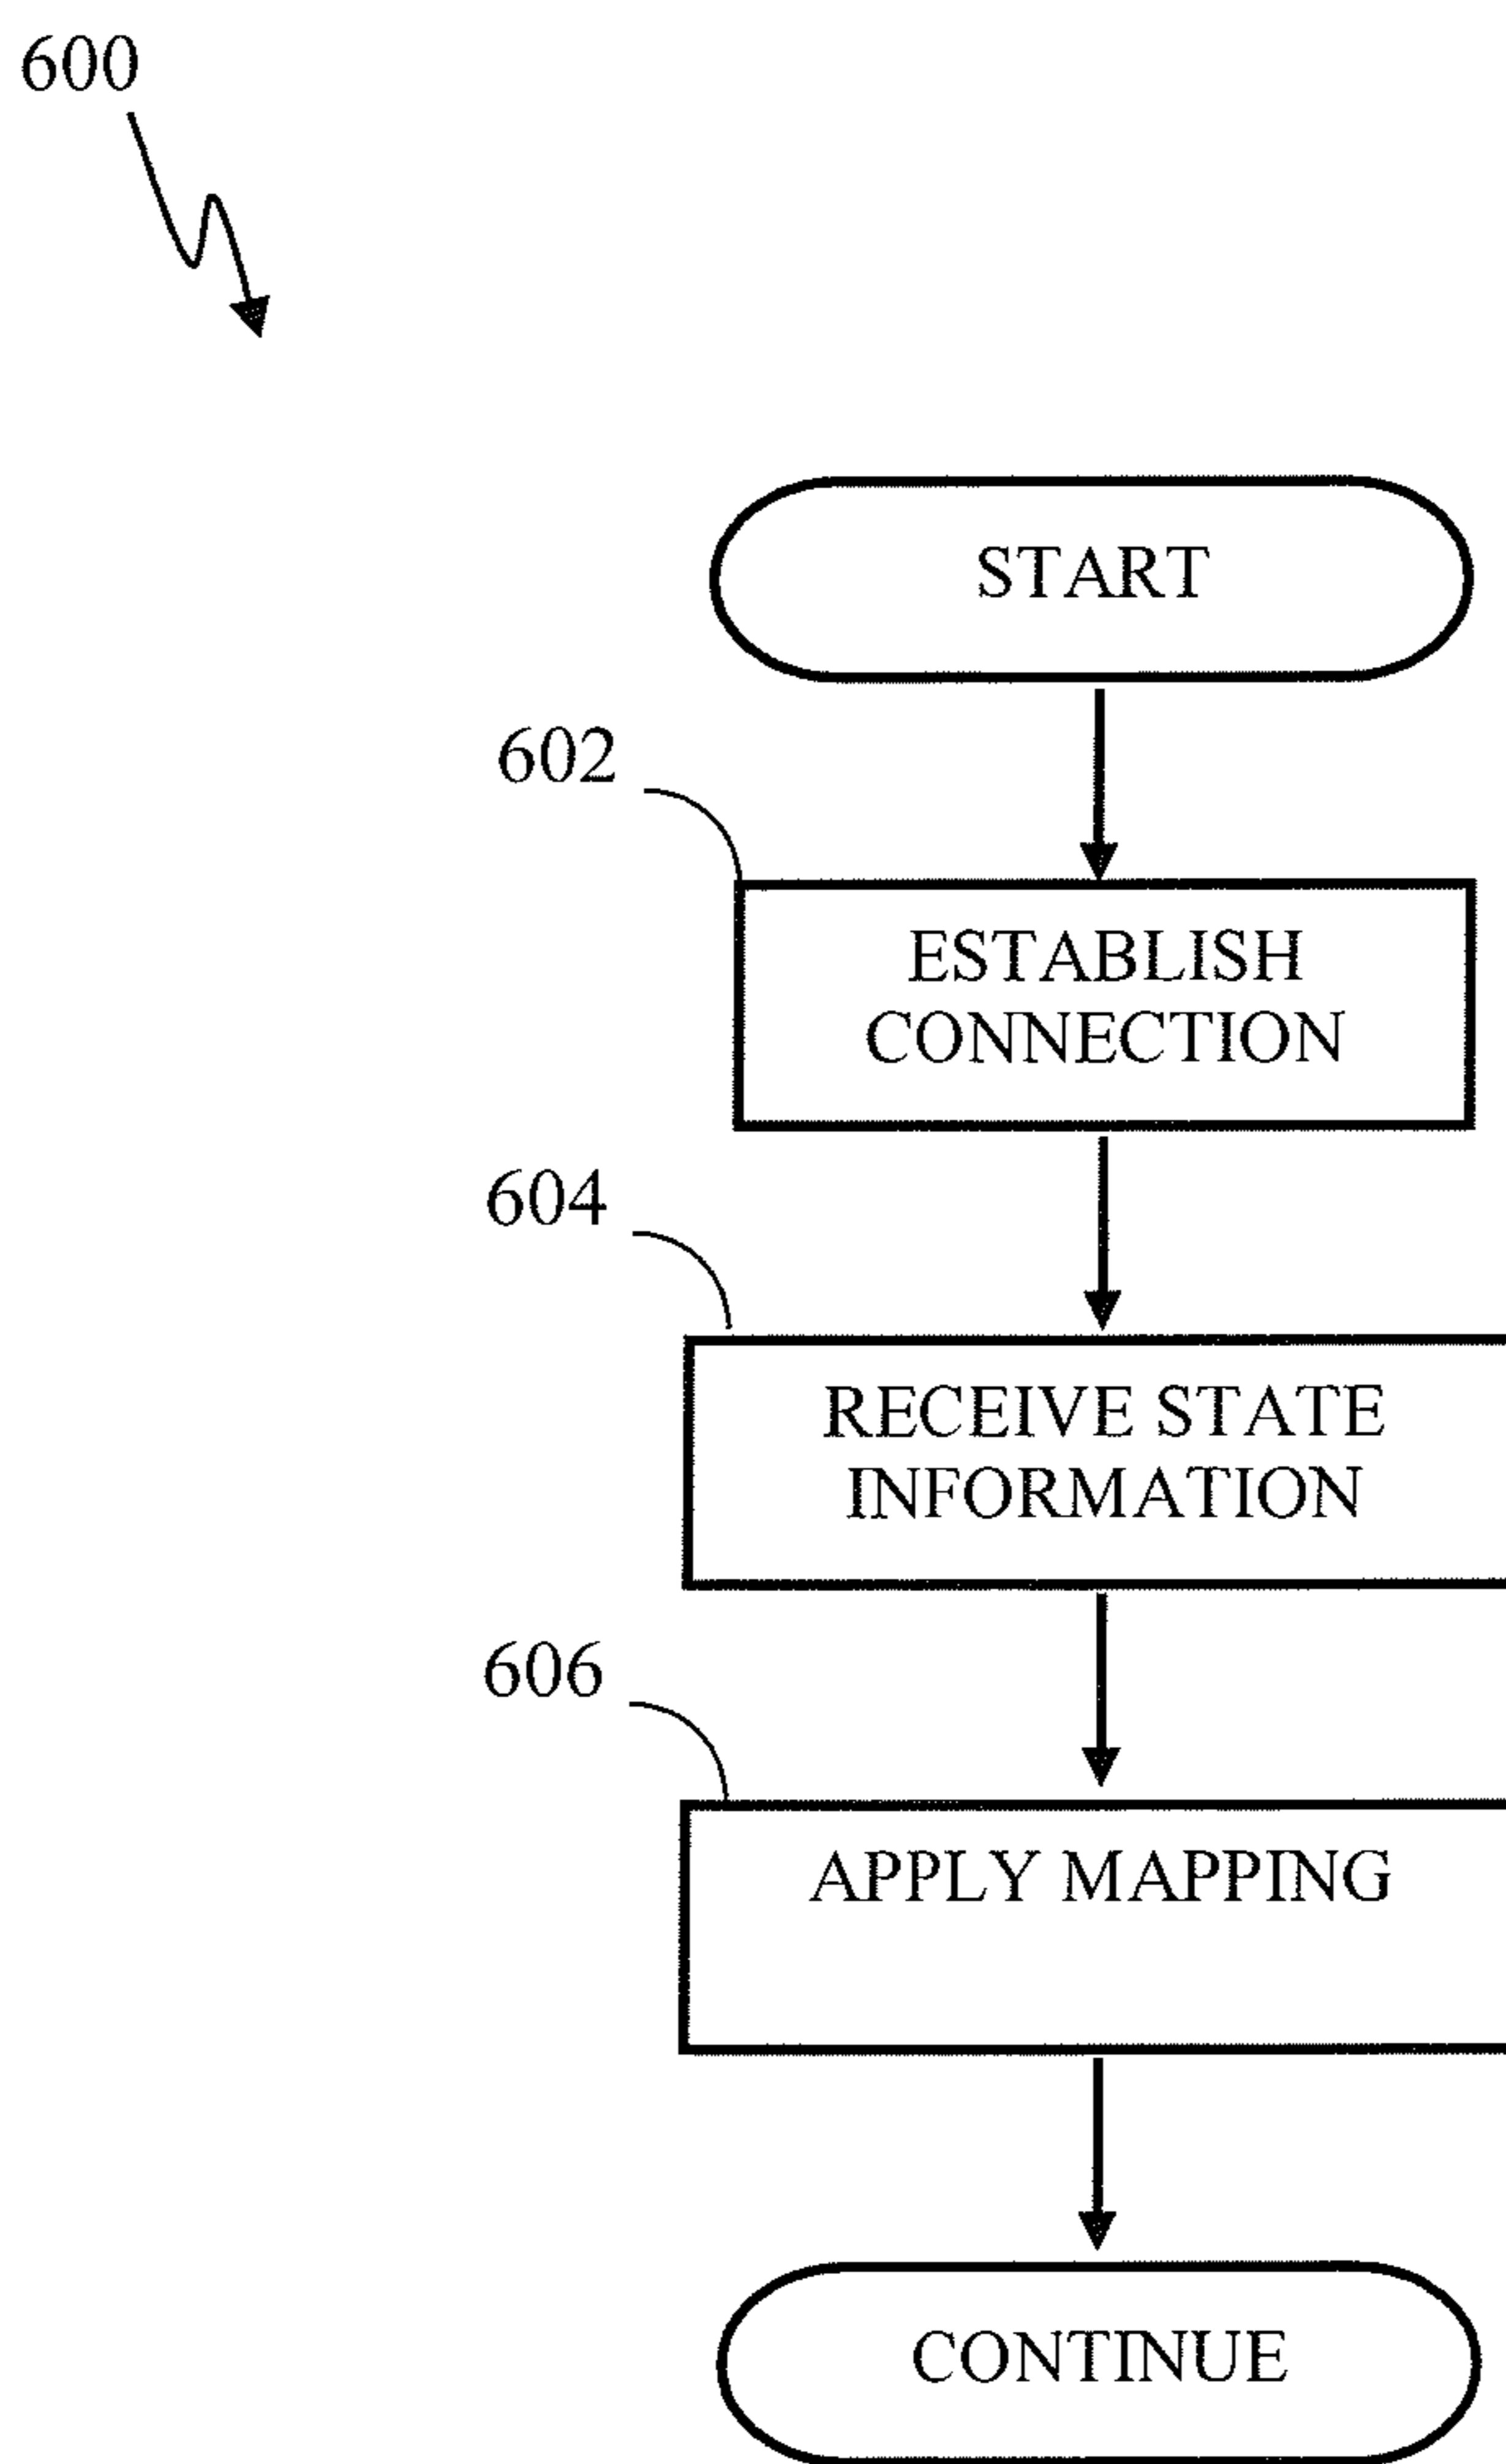 600
START
602
ESTABLISH
CONNECTION
604
RECEIVE STATE
INFORMATION
606
APPLY MAPPING
CONTINUE